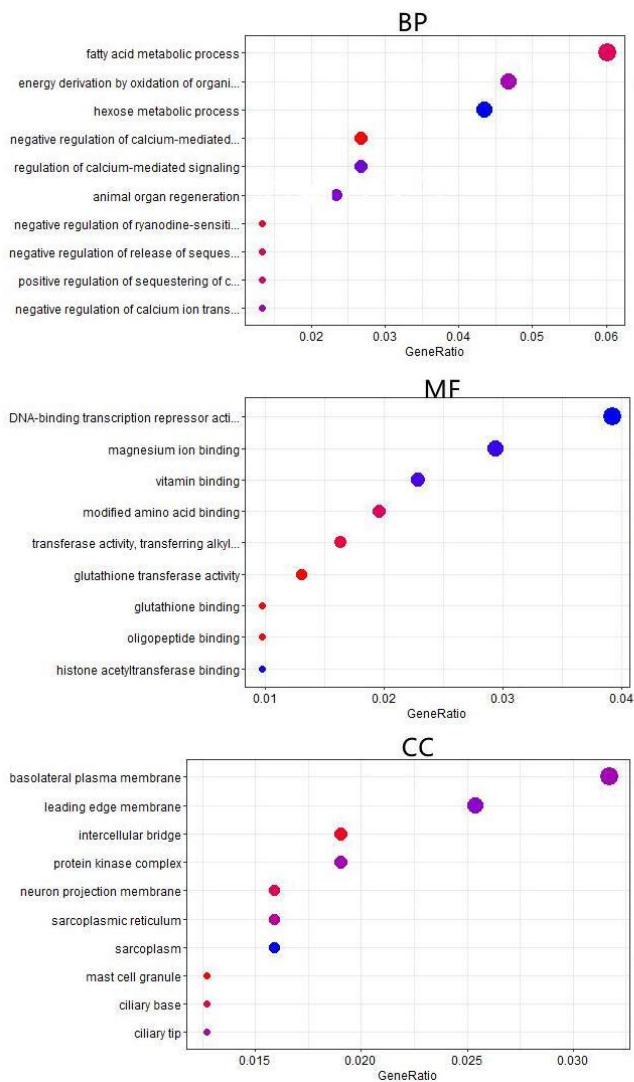 BP
fatty acid metabolic process
energy derivation by oxidation of organi...
hexose metabolic process
negative regulation of calcium-mediated...
regulation of calcium-mediated signaling
animal organ regeneration
negative regulation of ryanodine-sensiti...
negative regulation of release of seques...
positive regulation of sequestering of c...
negative regulation of calcium ion trans...
0.02 0.03 0.04 0.05 0.06
GeneRatio
MF
DNA-binding transcription repressor acti...
magnesium ion binding
vitamin binding
modified amino acid binding
transferase activity, transferring alkyl...
glutathione transferase activity
glutathione binding
oligopeptide binding
histone acetyltransferase binding
0.01 0.02 0.03 0.04
GeneRatio
CC
basolateral plasma membrane
leading edge membrane
intercellular bridge
protein kinase complex
neuron projection membrane
sarcoplasmic reticulum
sarcoplasm
mast cell granule
ciliary base
ciliary tip
0.015 0.020 0.025 0.030
GeneRatio